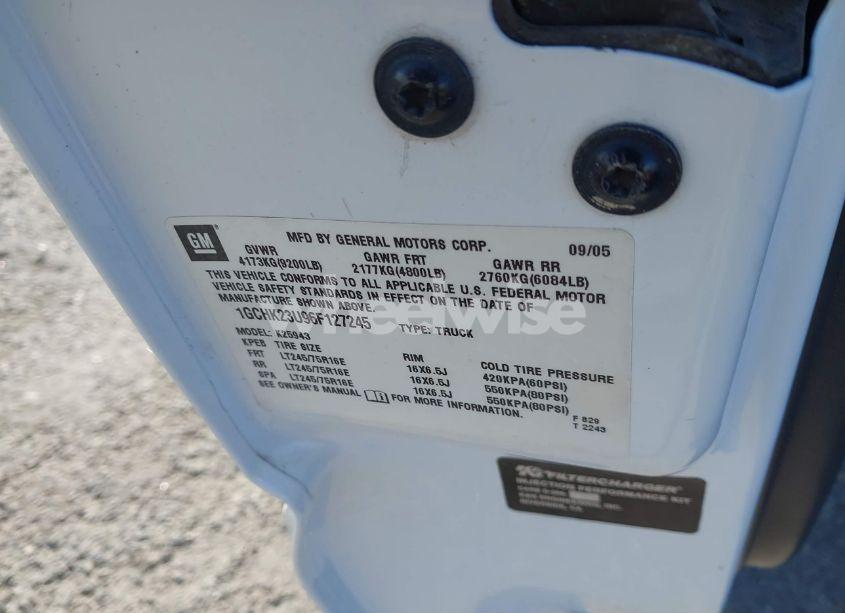 GM
MFD BY GENERAL MOTORS CORP. 09/05
GVWR GAWR FRT GAWR RR
4173KG(9200LB) 2177KG(4800LB) 2760KG(6084LB)
THIS VEHICLE CONFORMS TO ALL APPLICABLE U.S. FEDERAL MOTOR
VEHICLE SAFETY STANDARDS IN EFFECT ON THE DATE OF
MANUFACTURE SHOWN ABOVE.
1GCHK23U96F127245 TYPE: TRUCK
MODEL: K25943
KPEB TIRE SIZE RIM COLD TIRE PRESSURE
FRT LT245/75R16E 16X6.5J 420KPA(60PSI)
RR LT245/75R16E 16X6.5J 550KPA(80PSI)
SPA LT245/75R16E 16X6.5J 550KPA(80PSI)
SEE OWNER'S MANUAL FOR MORE INFORMATION.
F 829
T 2243
wheelwise
K&N FILTERCHARGER
INJECTION PERFORMANCE KIT
K&N ENGINEERING, INC.